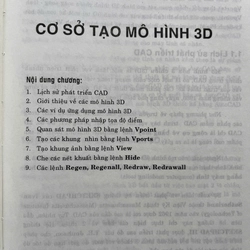 CƠ SỞ TẠO MÔ HÌNH 3D
Nội dung chương:
1. Lịch sử phát triển CAD
2. Giới thiệu về các mô hình 3D
3. Các ví dụ ứng dụng mô hình 3D
4. Các phương pháp nhập tọa độ điểm
5. Quan sát mô hình 3D bằng lệnh Vpoint
6. Tạo các khung nhìn bằng lệnh Vports
7. Tạo khung ảnh bằng lệnh View
8. Che các nét khuất bằng lệnh Hide
9. Các lệnh Regen, Regenall, Redraw, Redrawall